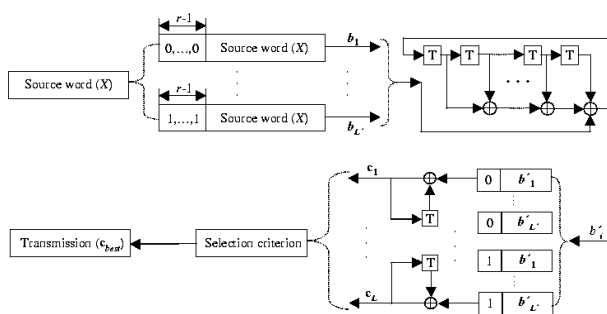 r-1
0,...,0 Source word (X) b1
T T T T
Source word (X)
r-1
1,...,1 Source word (X) bL´
c1
0 b´1
T
0 b´L´
b´i
Transmission (cbest) Selection criterion
T
1 b´1
cL
1 b´L´